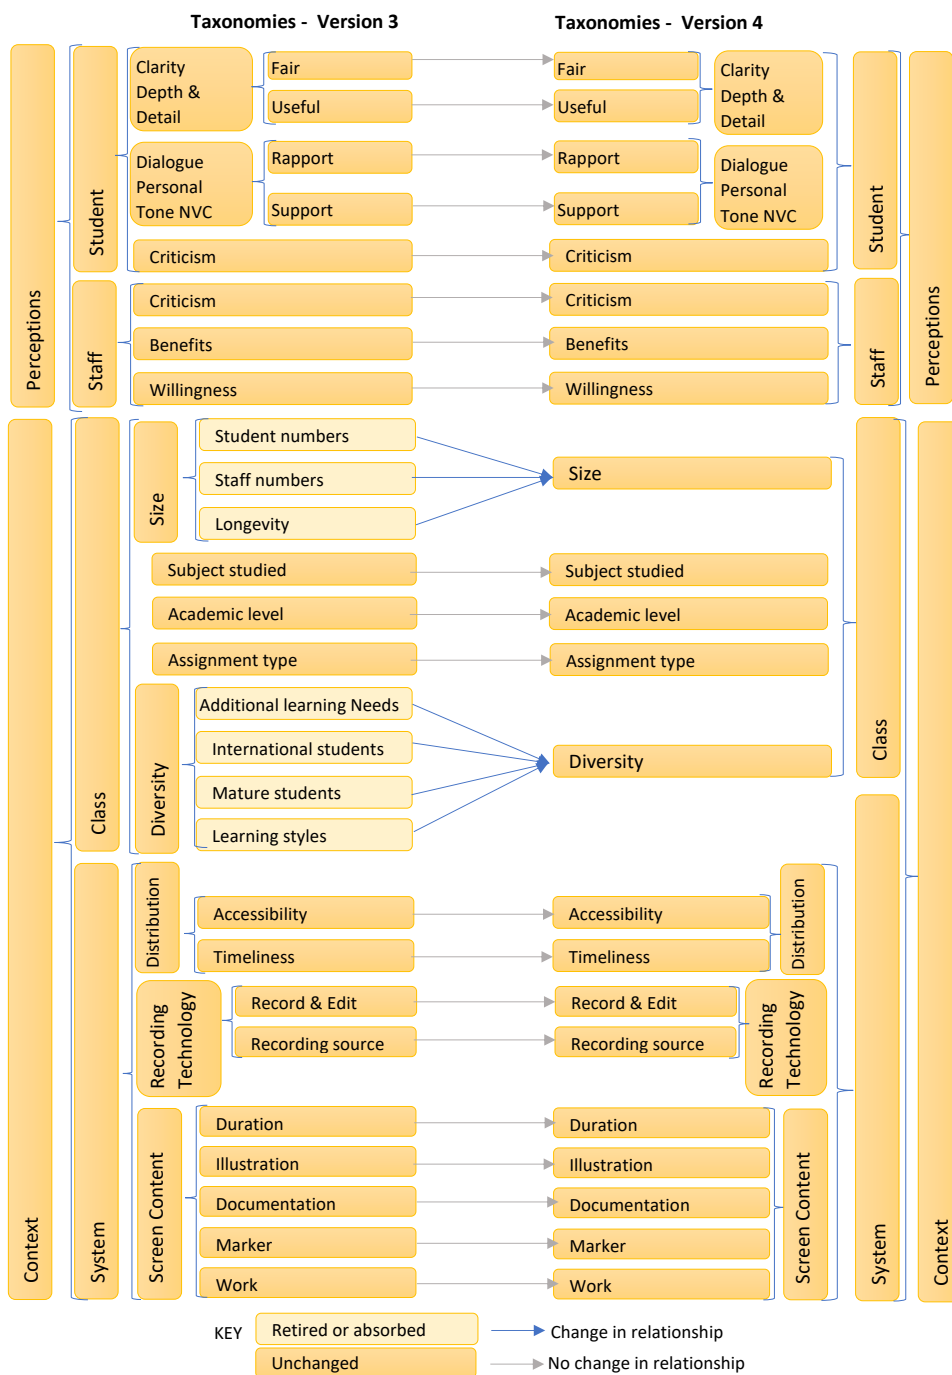 Taxonomies - Version 3
Taxonomies - Version 4
Perceptions
Student
Clarity
Depth &
Detail
Fair
Useful
Fair
Useful
Clarity
Depth &
Detail
Student
Perceptions
Dialogue
Personal
Tone NVC
Rapport
Support
Rapport
Support
Dialogue
Personal
Tone NVC
Criticism
Criticism
Staff
Criticism
Criticism
Staff
Benefits
Benefits
Willingness
Willingness
Context
Class
Size
Student numbers
Staff numbers
Longevity
Size
Class
Context
Subject studied
Subject studied
Academic level
Academic level
Assignment type
Assignment type
Diversity
Additional learning Needs
International students
Mature students
Learning styles
Diversity
System
Distribution
Accessibility
Accessibility
Timeliness
Timeliness
Distribution
System
Recording
Technology
Record & Edit
Record & Edit
Recording source
Recording source
Recording
Technology
Screen Content
Duration
Duration
Illustration
Illustration
Documentation
Documentation
Marker
Marker
Work
Work
Screen Content
KEY
Retired or absorbed
Change in relationship
Unchanged
No change in relationship